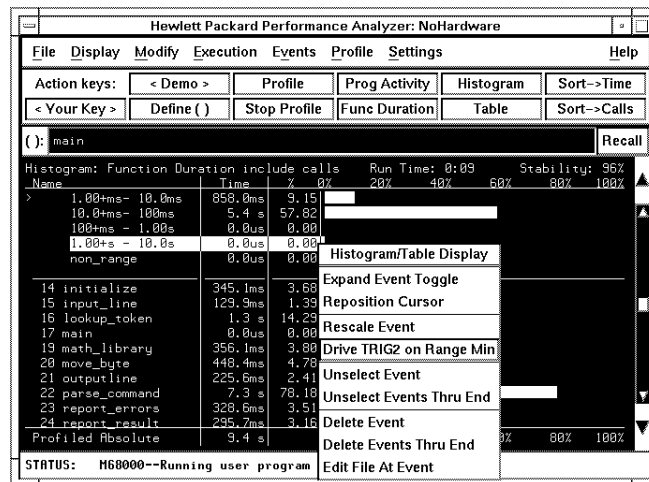 Hewlett Packard Performance Analyzer: NoHardware
File Display Modify Execution Events Profile Settings Help
Action keys: < Demo > Profile Prog Activity Histogram Sort->Time
< Your Key > Define ( ) Stop Profile Func Duration Table Sort->Calls
( ): main Recall
Histogram: Function Duration include calls Run Time: 0:09 Stability: 96%
Name Time % 0% 20% 40% 60% 80% 100%
> 1.00+ms- 10.0ms 858.0ms 9.15
10.0+ms- 100ms 5.4 s 57.82
100+ms - 1.00s 0.0us 0.00
1.00+s - 10.0s 0.0us 0.00
non_range 0.0us 0.00
14 initialize 345.1ms 3.68
15 input_line 129.9ms 1.39
16 lookup_token 1.3 s 14.29
17 main 0.0us 0.00
19 math_library 356.1ms 3.80
20 move_byte 448.4ms 4.78
21 outputline 225.6ms 2.41
22 parse_command 7.3 s 78.18
23 report_errors 328.6ms 3.51
24 report_result 295.7ms 3.16
Profiled Absolute 9.4 s 80% 100%
Histogram/Table Display
Expand Event Toggle
Reposition Cursor
Rescale Event
Drive TRIG2 on Range Min
Unselect Event
Unselect Events Thru End
Delete Event
Delete Events Thru End
Edit File At Event
STATUS: M68000--Running user program